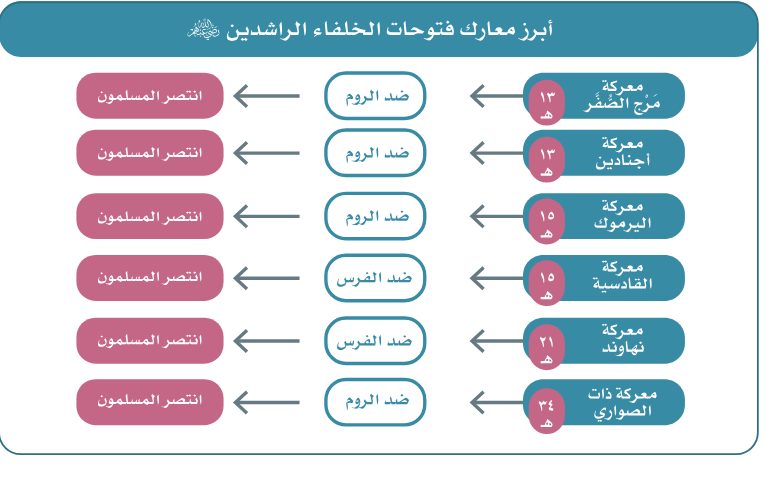 أبرز معارك فتوحات الخلفاء الراشدين رضي الله عنهم
معركة
مَرْج الصُّفَّر
١٣
هـ
ضد الروم
انتصر المسلمون
معركة
أجنادين
١٣
هـ
ضد الروم
انتصر المسلمون
معركة
اليرموك
١٥
هـ
ضد الروم
انتصر المسلمون
معركة
القادسية
١٥
هـ
ضد الفرس
انتصر المسلمون
معركة
نهاوند
٢١
هـ
ضد الفرس
انتصر المسلمون
معركة ذات
الصواري
٣٤
هـ
ضد الروم
انتصر المسلمون